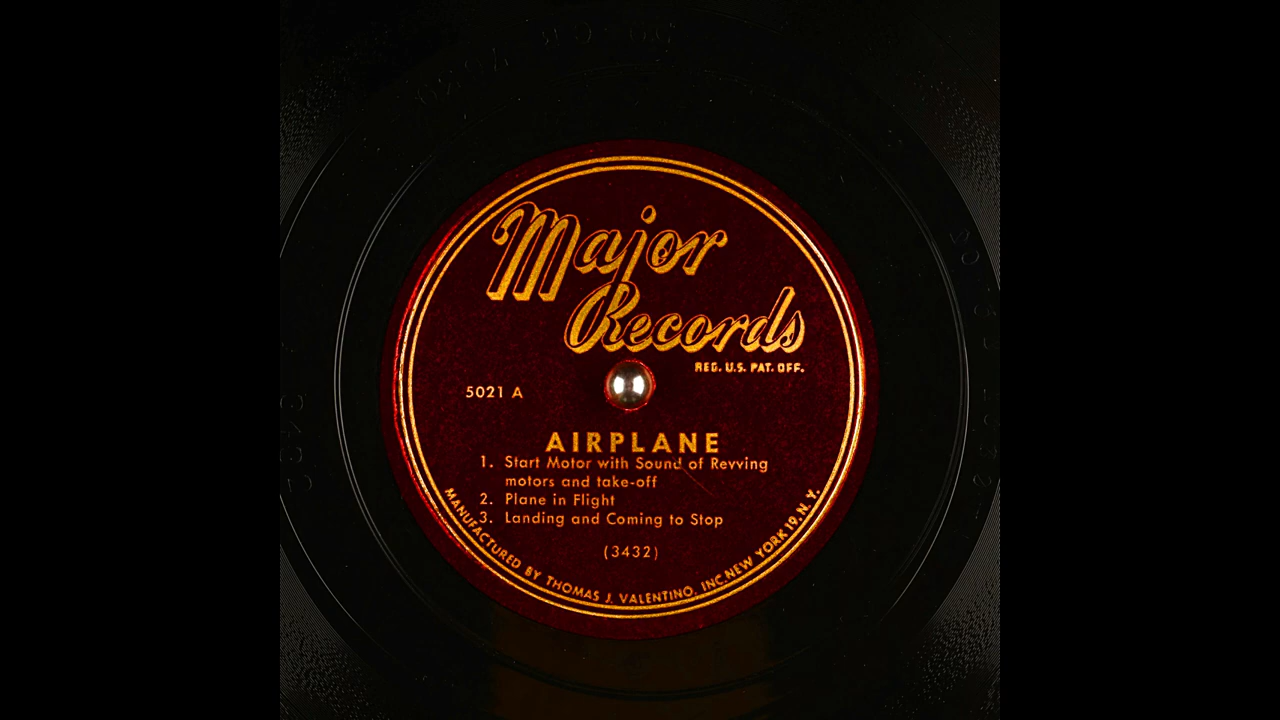 Major
Records
REG. U.S. PAT. OFF.
5021 A
AIRPLANE
1. Start Motor with Sound of Revving
motors and take-off
2. Plane in Flight
3. Landing and Coming to Stop
(3432)
MANUFACTURED BY THOMAS J. VALENTINO, INC. NEW YORK 19, N. Y.